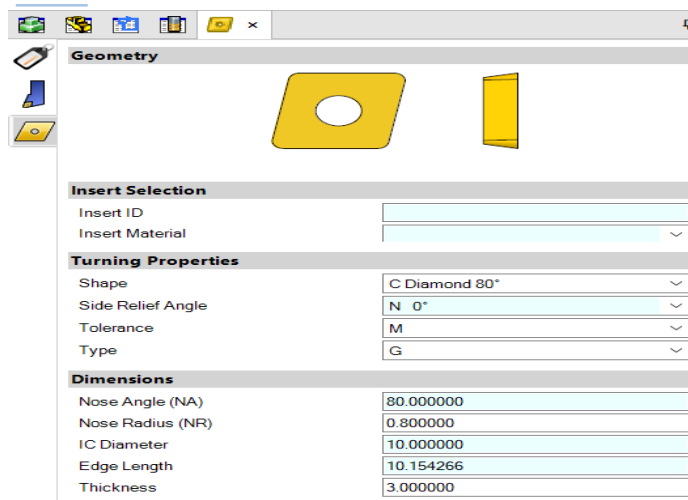 Geometry
Insert Selection
Insert ID
Insert Material
Turning Properties
Shape C Diamond 80°
Side Relief Angle N 0°
Tolerance M
Type G
Dimensions
Nose Angle (NA) 80.000000
Nose Radius (NR) 0.800000
IC Diameter 10.000000
Edge Length 10.154266
Thickness 3.000000